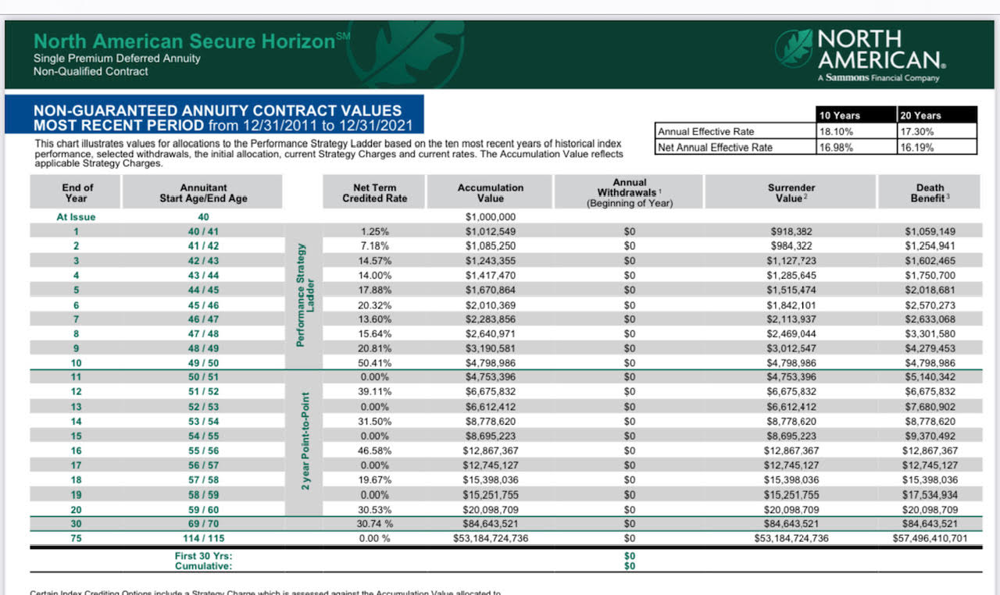 North American Secure Horizon℠
Single Premium Deferred Annuity
Non-Qualified Contract
NORTH
AMERICAN®
A Sammons Financial Company
NON-GUARANTEED ANNUITY CONTRACT VALUES
MOST RECENT PERIOD from 12/31/2011 to 12/31/2021
This chart illustrates values for allocations to the Performance Strategy Ladder based on the ten most recent years of historical index
performance, selected withdrawals, the initial allocation, current Strategy Charges and current rates. The Accumulation Value reflects
applicable Strategy Charges.
10 Years 20 Years
Annual Effective Rate 18.10% 17.30%
Net Annual Effective Rate 16.98% 16.19%
End of Year Annuitant Start Age/End Age Net Term Credited Rate Accumulation Value Annual Withdrawals ¹ (Beginning of Year) Surrender Value ² Death Benefit ³
At Issue 40 $1,000,000
1 40 / 41 1.25% $1,012,549 $0 $918,382 $1,059,149
2 41 / 42 7.18% $1,085,250 $0 $984,322 $1,254,941
3 42 / 43 14.57% $1,243,355 $0 $1,127,723 $1,602,465
4 43 / 44 14.00% $1,417,470 $0 $1,285,645 $1,750,700
5 44 / 45 17.88% $1,670,864 $0 $1,515,474 $2,018,681
6 45 / 46 20.32% $2,010,369 $0 $1,842,101 $2,570,273
7 46 / 47 13.60% $2,283,856 $0 $2,113,937 $2,633,068
8 47 / 48 15.64% $2,640,971 $0 $2,469,044 $3,301,580
9 48 / 49 20.81% $3,190,581 $0 $3,012,547 $4,279,453
10 49 / 50 50.41% $4,798,986 $0 $4,798,986 $4,798,986
Performance Strategy
Ladder
11 50 / 51 0.00% $4,753,396 $0 $4,753,396 $5,140,342
12 51 / 52 39.11% $6,675,832 $0 $6,675,832 $6,675,832
13 52 / 53 0.00% $6,612,412 $0 $6,612,412 $7,680,902
14 53 / 54 31.50% $8,778,620 $0 $8,778,620 $8,778,620
15 54 / 55 0.00% $8,695,223 $0 $8,695,223 $9,370,492
16 55 / 56 46.58% $12,867,367 $0 $12,867,367 $12,867,367
17 56 / 57 0.00% $12,745,127 $0 $12,745,127 $12,745,127
18 57 / 58 19.67% $15,398,036 $0 $15,398,036 $15,398,036
19 58 / 59 0.00% $15,251,755 $0 $15,251,755 $17,534,934
20 59 / 60 30.53% $20,098,709 $0 $20,098,709 $20,098,709
2 year Point-to-Point
30 69 / 70 30.74 % $84,643,521 $0 $84,643,521 $84,643,521
75 114 / 115 0.00 % $53,184,724,736 $0 $53,184,724,736 $57,496,410,701
First 30 Yrs: $0
Cumulative: $0
Certain Index Crediting Options include a Strategy Charge which is assessed against the Accumulation Value allocated to